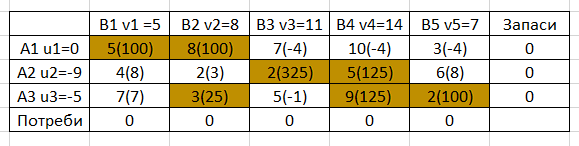 B1 v1 =5 B2 v2=8 B3 v3=11 B4 v4=14 B5 v5=7 Запаси
A1 u1=0 5(100) 8(100) 7(-4) 10(-4) 3(-4) 0
A2 u2=-9 4(8) 2(3) 2(325) 5(125) 6(8) 0
A3 u3=-5 7(7) 3(25) 5(-1) 9(125) 2(100) 0
Потреби 0 0 0 0 0